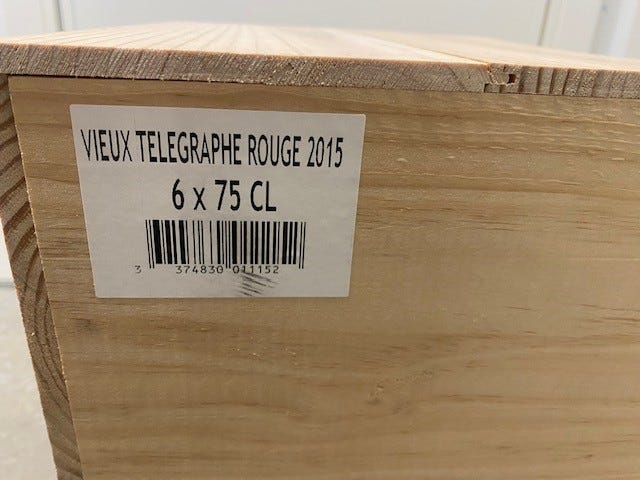 VIEUX TELEGRAPHE ROUGE 2015
6 x 75 CL
3 374830 011152